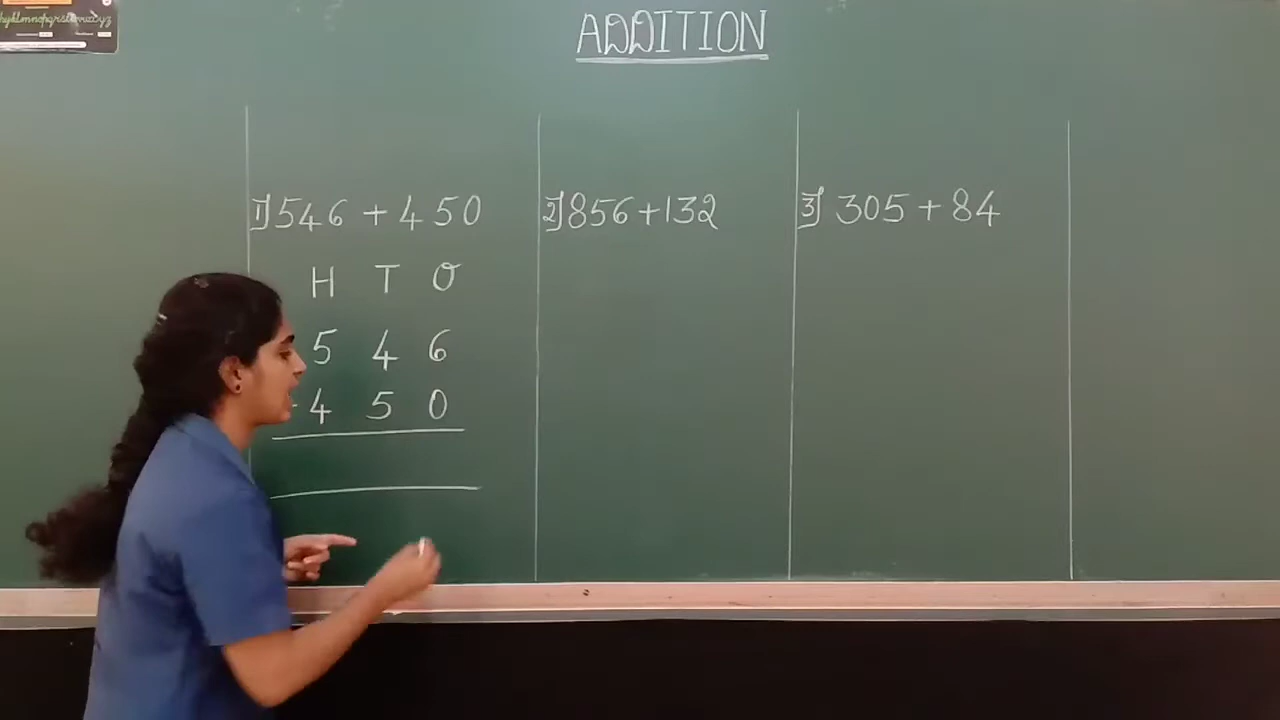 ADDITION
1] 546 + 450
H T O
5 4 6
4 5 0
2] 856 + 132
3] 305 + 84